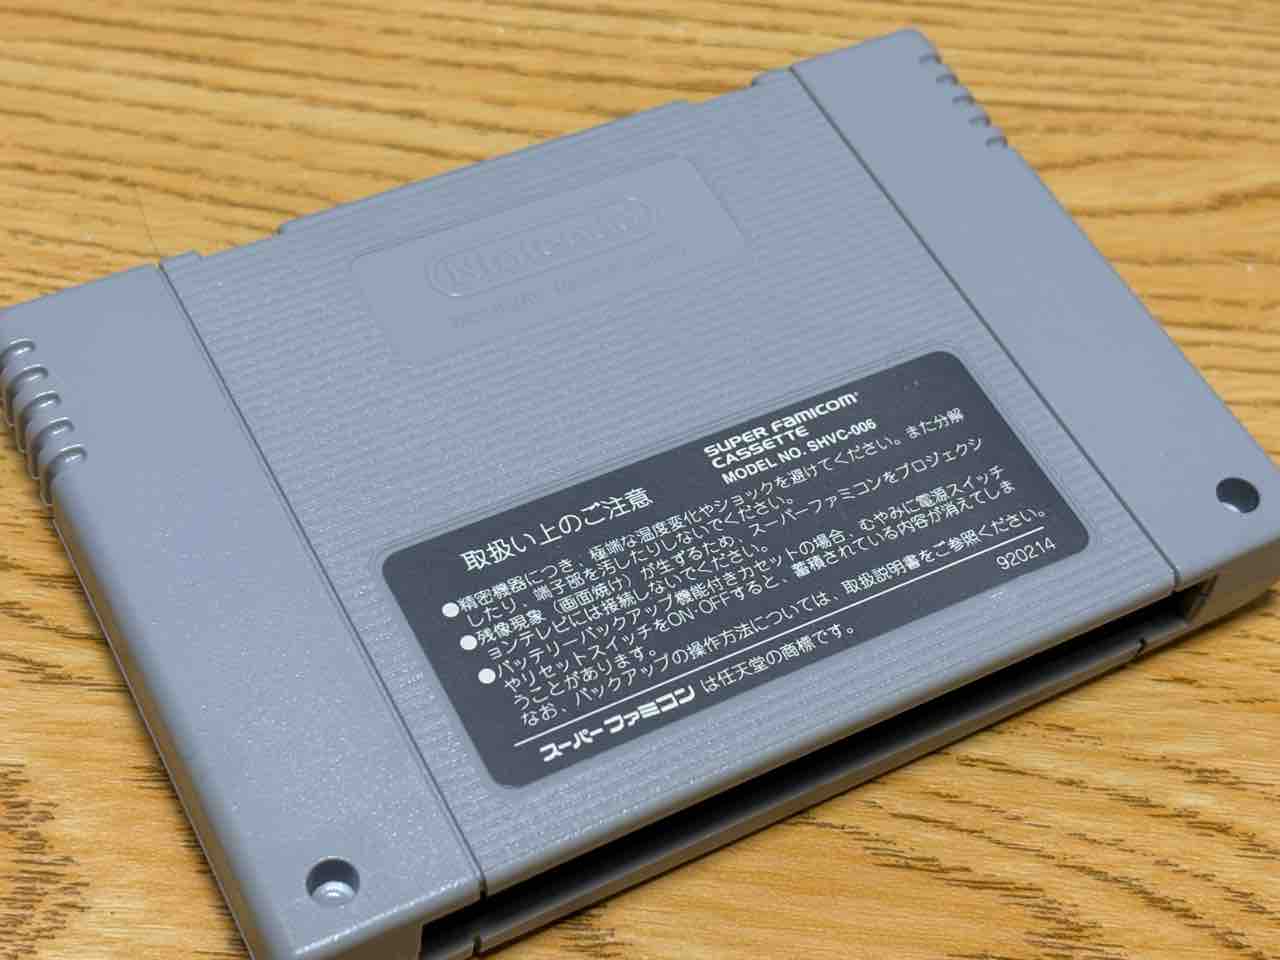 Nintendo
SUPER Famicom
CASSETTE
MODEL NO. SHVC-006
取扱い上のご注意
●精密機器につき、極端な温度変化やショックを避けてください。また分解
したり、端子部を汚したりしないでください。
●残像現象(画面焼け)が生ずるため、スーパーファミコンをプロジェクシ
ョンテレビには接続しないでください。
●バッテリーバックアップ機能付きカセットの場合、むやみに電源スイッチ
やリセットスイッチをON・OFFすると、蓄積されている内容が消えてしま
うことがあります。
なお、バックアップの操作方法については、取扱説明書をご参照ください。
920214
スーパーファミコンは任天堂の商標です。